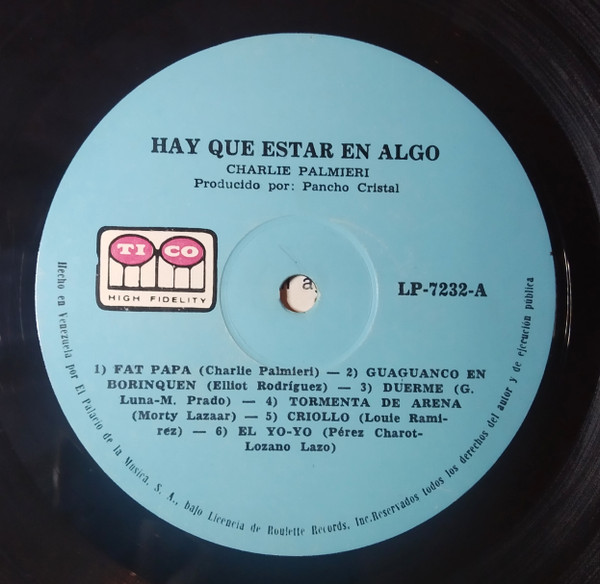 HAY QUE ESTAR EN ALGO
CHARLIE PALMIERI
Producido por: Pancho Cristal
TICO
HIGH FIDELITY
LP-7232-A
1) FAT PAPA (Charlie Palmieri) — 2) GUAGUANCO EN
BORINQUEN (Elliot Rodríguez) — 3) DUERME (G.
Luna-M. Prado) — 4) TORMENTA DE ARENA
(Morty Lazaar) — 5) CRIOLLO (Louie Rami-
rez) — 6) EL YO-YO (Pérez Charot-
Lozano Lazo)
Hecho en Venezuela por El Palacio de la Musica, S. A., bajo Licencia de Roulette Records, Inc. Reservados todos los derechos del autor y de ejecución pública